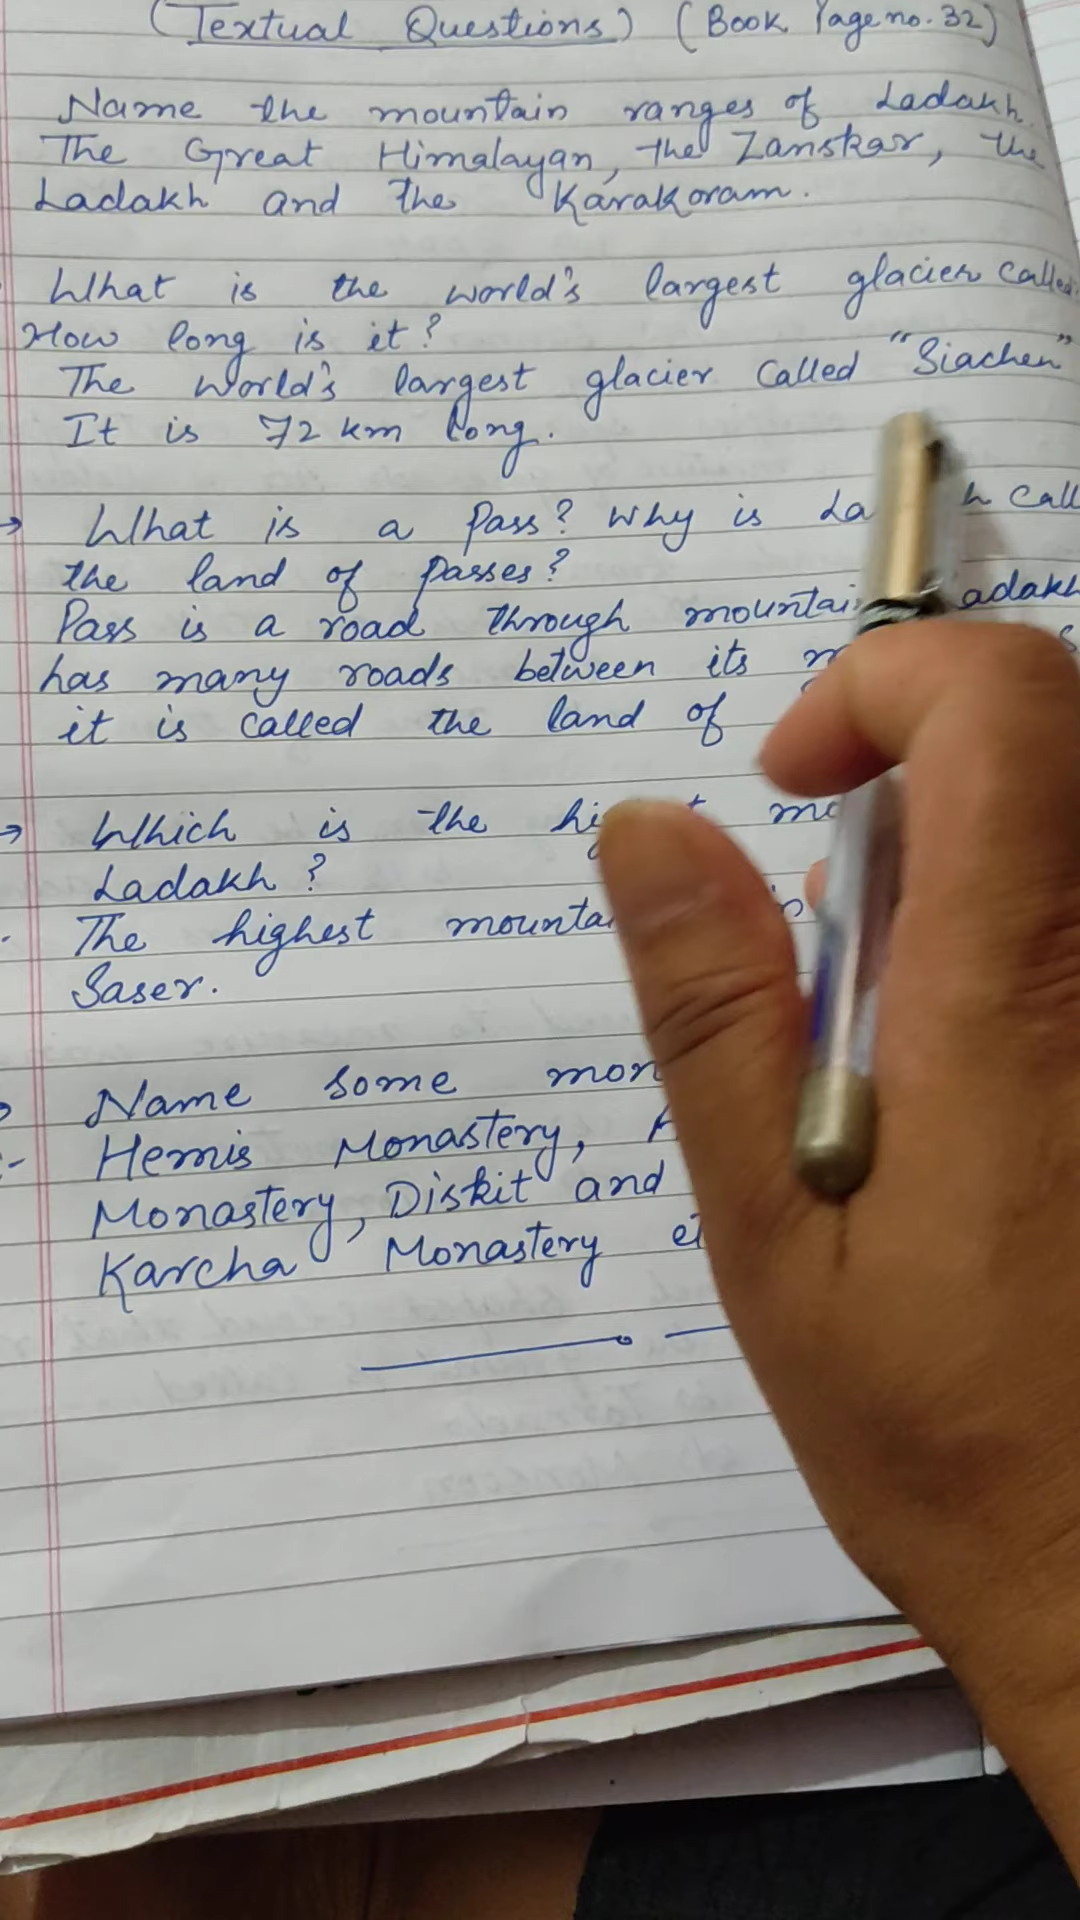 (Textual Questions) (Book Page no. 32)
Name the mountain ranges of Ladakh.
The Great Himalayan, the Zanskar, the
Ladakh and the Karakoram.
What is the world's largest glacier called.
How long is it?
The world's largest glacier called "Siachen"
It is 72 km long.
What is a Pass? Why is
the land of passes?
Pass is a road through
has many roads between its
it is called the land of
Which is the
Ladakh?
The highest
Saser.
Name some
Hemis Monastery,
Monastery, Diskit and
Karcha Monastery